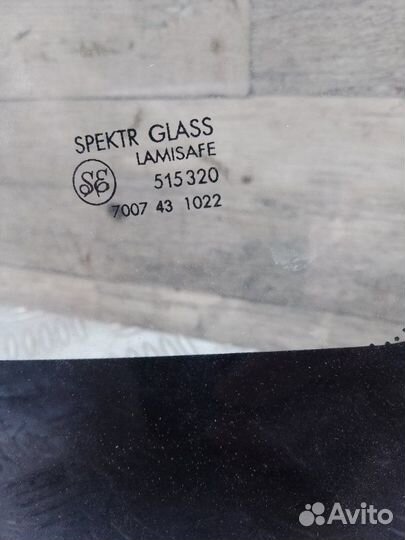 SPEKTR GLASS
LAMISAFE
SG 515320
7007 43 1022
Avito